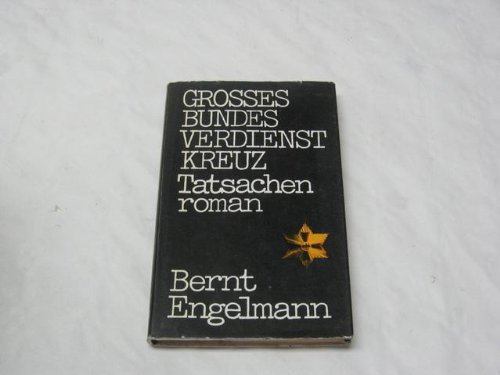 GROSSES
BUNDES
VERDIENST
KREUZ
Tatsachen
roman
Bernt
Engelmann